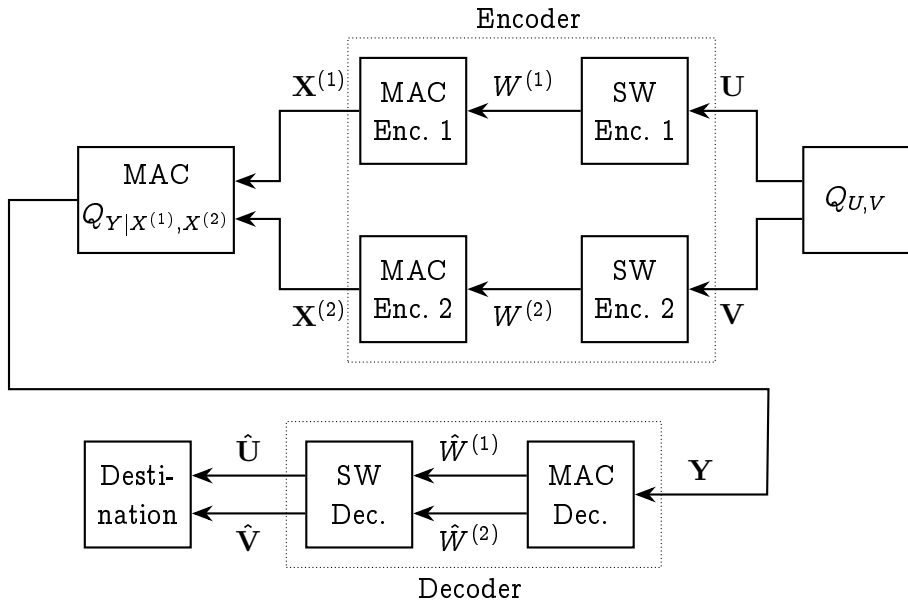 Encoder
X^{(1)}
MAC
Enc. 1
W^{(1)}
SW
Enc. 1
U
MAC
Q_{Y|X^{(1)},X^{(2)}}
Q_{U,V}
X^{(2)}
MAC
Enc. 2
W^{(2)}
SW
Enc. 2
V
Desti-
nation
Û
V̂
SW
Dec.
Ŵ^{(1)}
Ŵ^{(2)}
MAC
Dec.
Y
Decoder